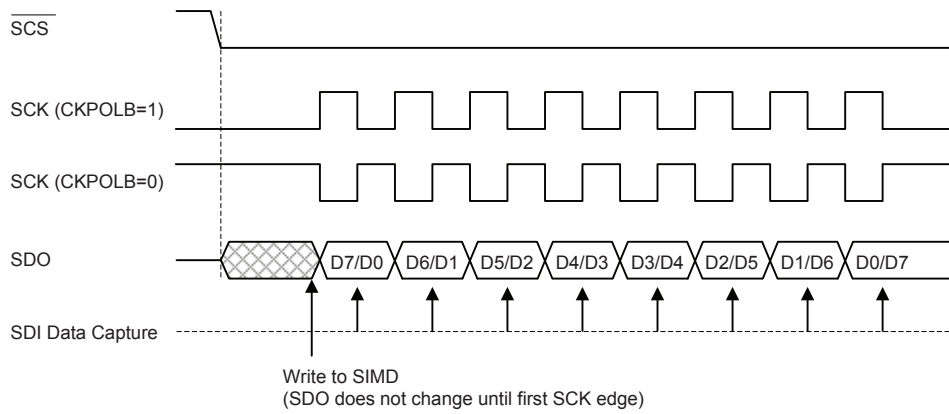 SCS
SCK (CKPOLB=1)
SCK (CKPOLB=0)
SDO
D7/D0 D6/D1 D5/D2 D4/D3 D3/D4 D2/D5 D1/D6 D0/D7
SDI Data Capture
Write to SIMD
(SDO does not change until first SCK edge)